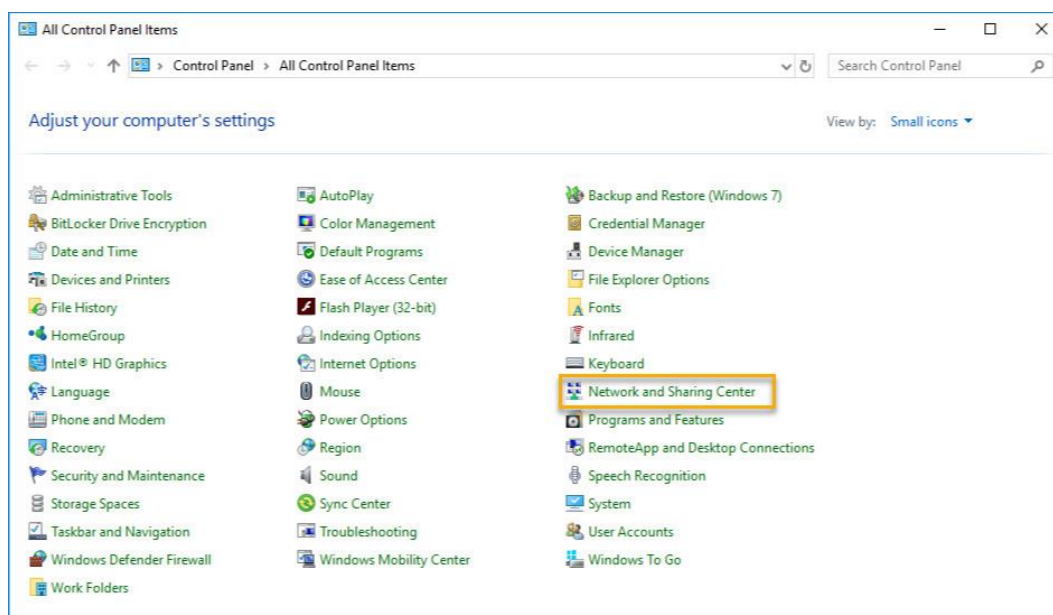 All Control Panel Items
Control Panel > All Control Panel Items
Search Control Panel
Adjust your computer's settings
View by: Small icons
Administrative Tools
AutoPlay
Backup and Restore (Windows 7)
BitLocker Drive Encryption
Color Management
Credential Manager
Date and Time
Default Programs
Device Manager
Devices and Printers
Ease of Access Center
File Explorer Options
File History
Flash Player (32-bit)
Fonts
HomeGroup
Indexing Options
Infrared
Intel® HD Graphics
Internet Options
Keyboard
Language
Mouse
Network and Sharing Center
Phone and Modem
Power Options
Programs and Features
Recovery
Region
RemoteApp and Desktop Connections
Security and Maintenance
Sound
Speech Recognition
Storage Spaces
Sync Center
System
Taskbar and Navigation
Troubleshooting
User Accounts
Windows Defender Firewall
Windows Mobility Center
Windows To Go
Work Folders